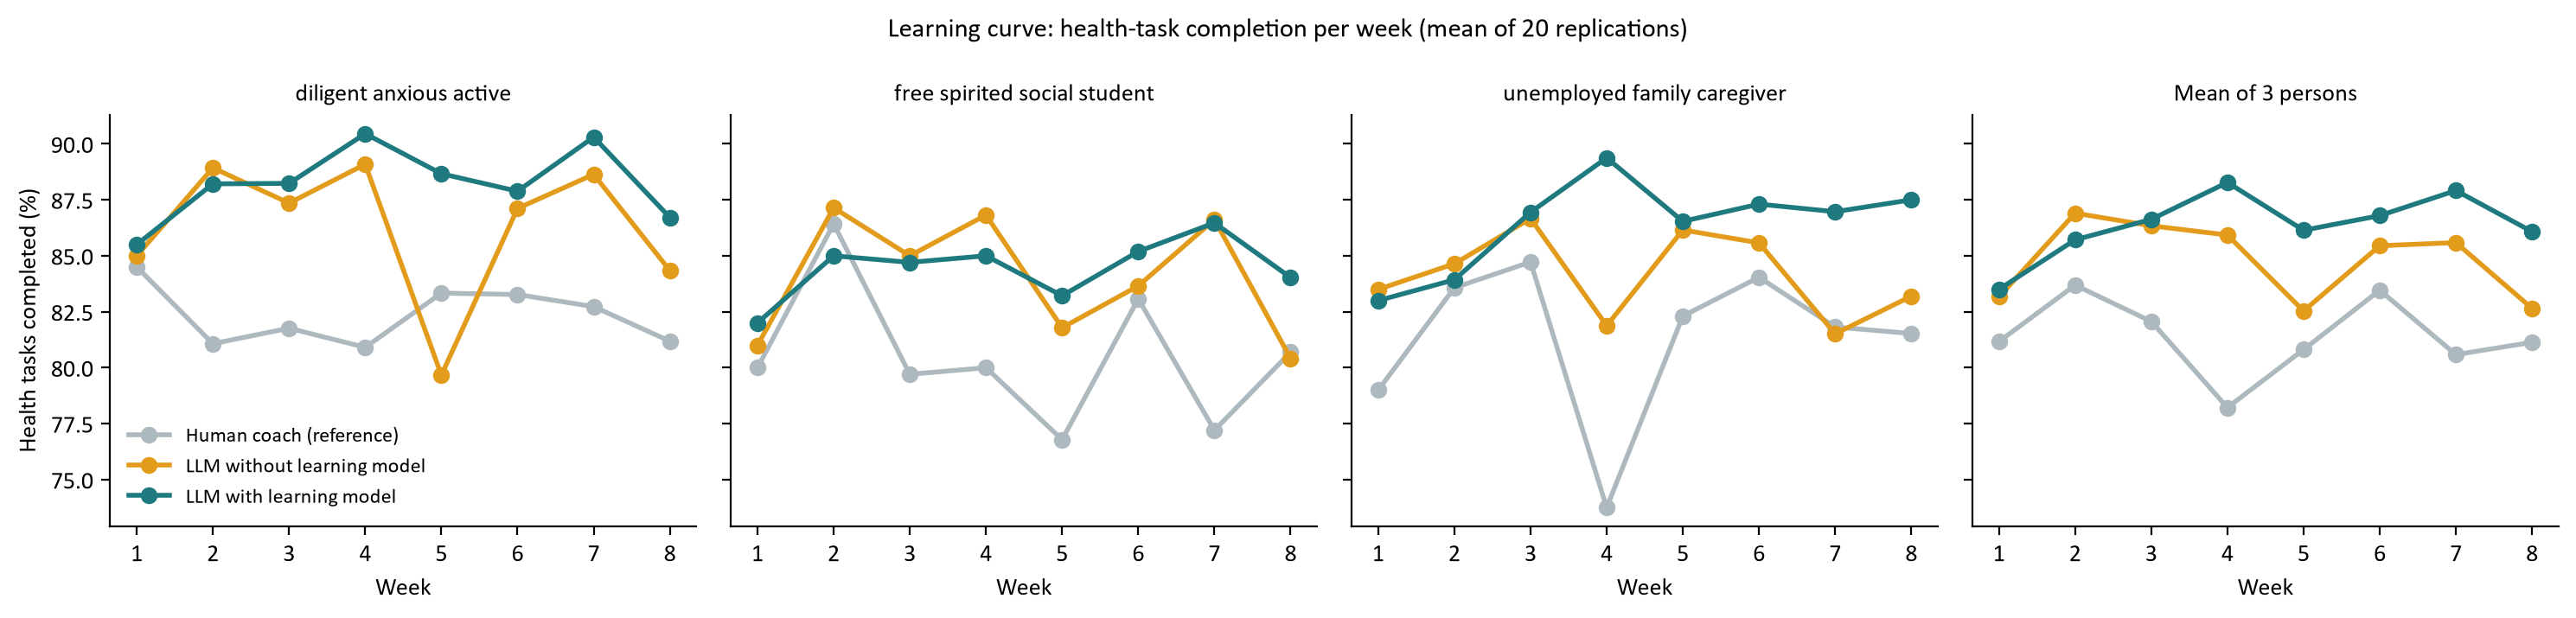 Learning curve: health-task completion per week (mean of 20 replications)
diligent anxious active
free spirited social student
unemployed family caregiver
Mean of 3 persons
Health tasks completed (%)
90.0
87.5
85.0
82.5
80.0
77.5
75.0
Human coach (reference)
LLM without learning model
LLM with learning model
1 2 3 4 5 6 7 8
1 2 3 4 5 6 7 8
1 2 3 4 5 6 7 8
1 2 3 4 5 6 7 8
Week
Week
Week
Week